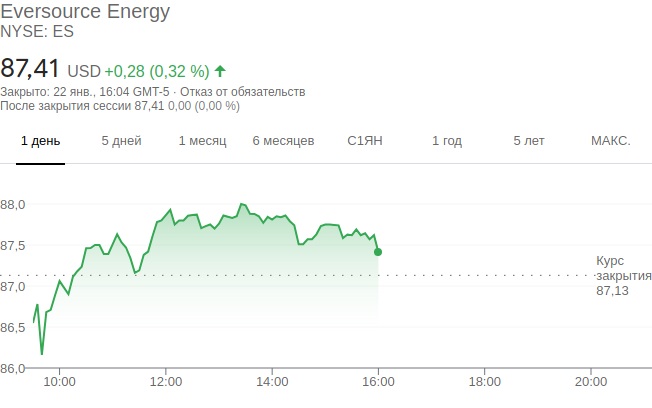 Eversource Energy
NYSE: ES
87,41 USD +0,28 (0,32 %)
Закрыто: 22 янв., 16:04 GMT-5 · Отказ от обязательств
После закрытия сессии 87,41 0,00 (0,00 %)
1 день 5 дней 1 месяц 6 месяцев С1ЯН 1 год 5 лет МАКС.
88,0
87,5
Курс
закрытия
87,13
87,0
86,5
86,0
10:00 12:00 14:00 16:00 18:00 20:00